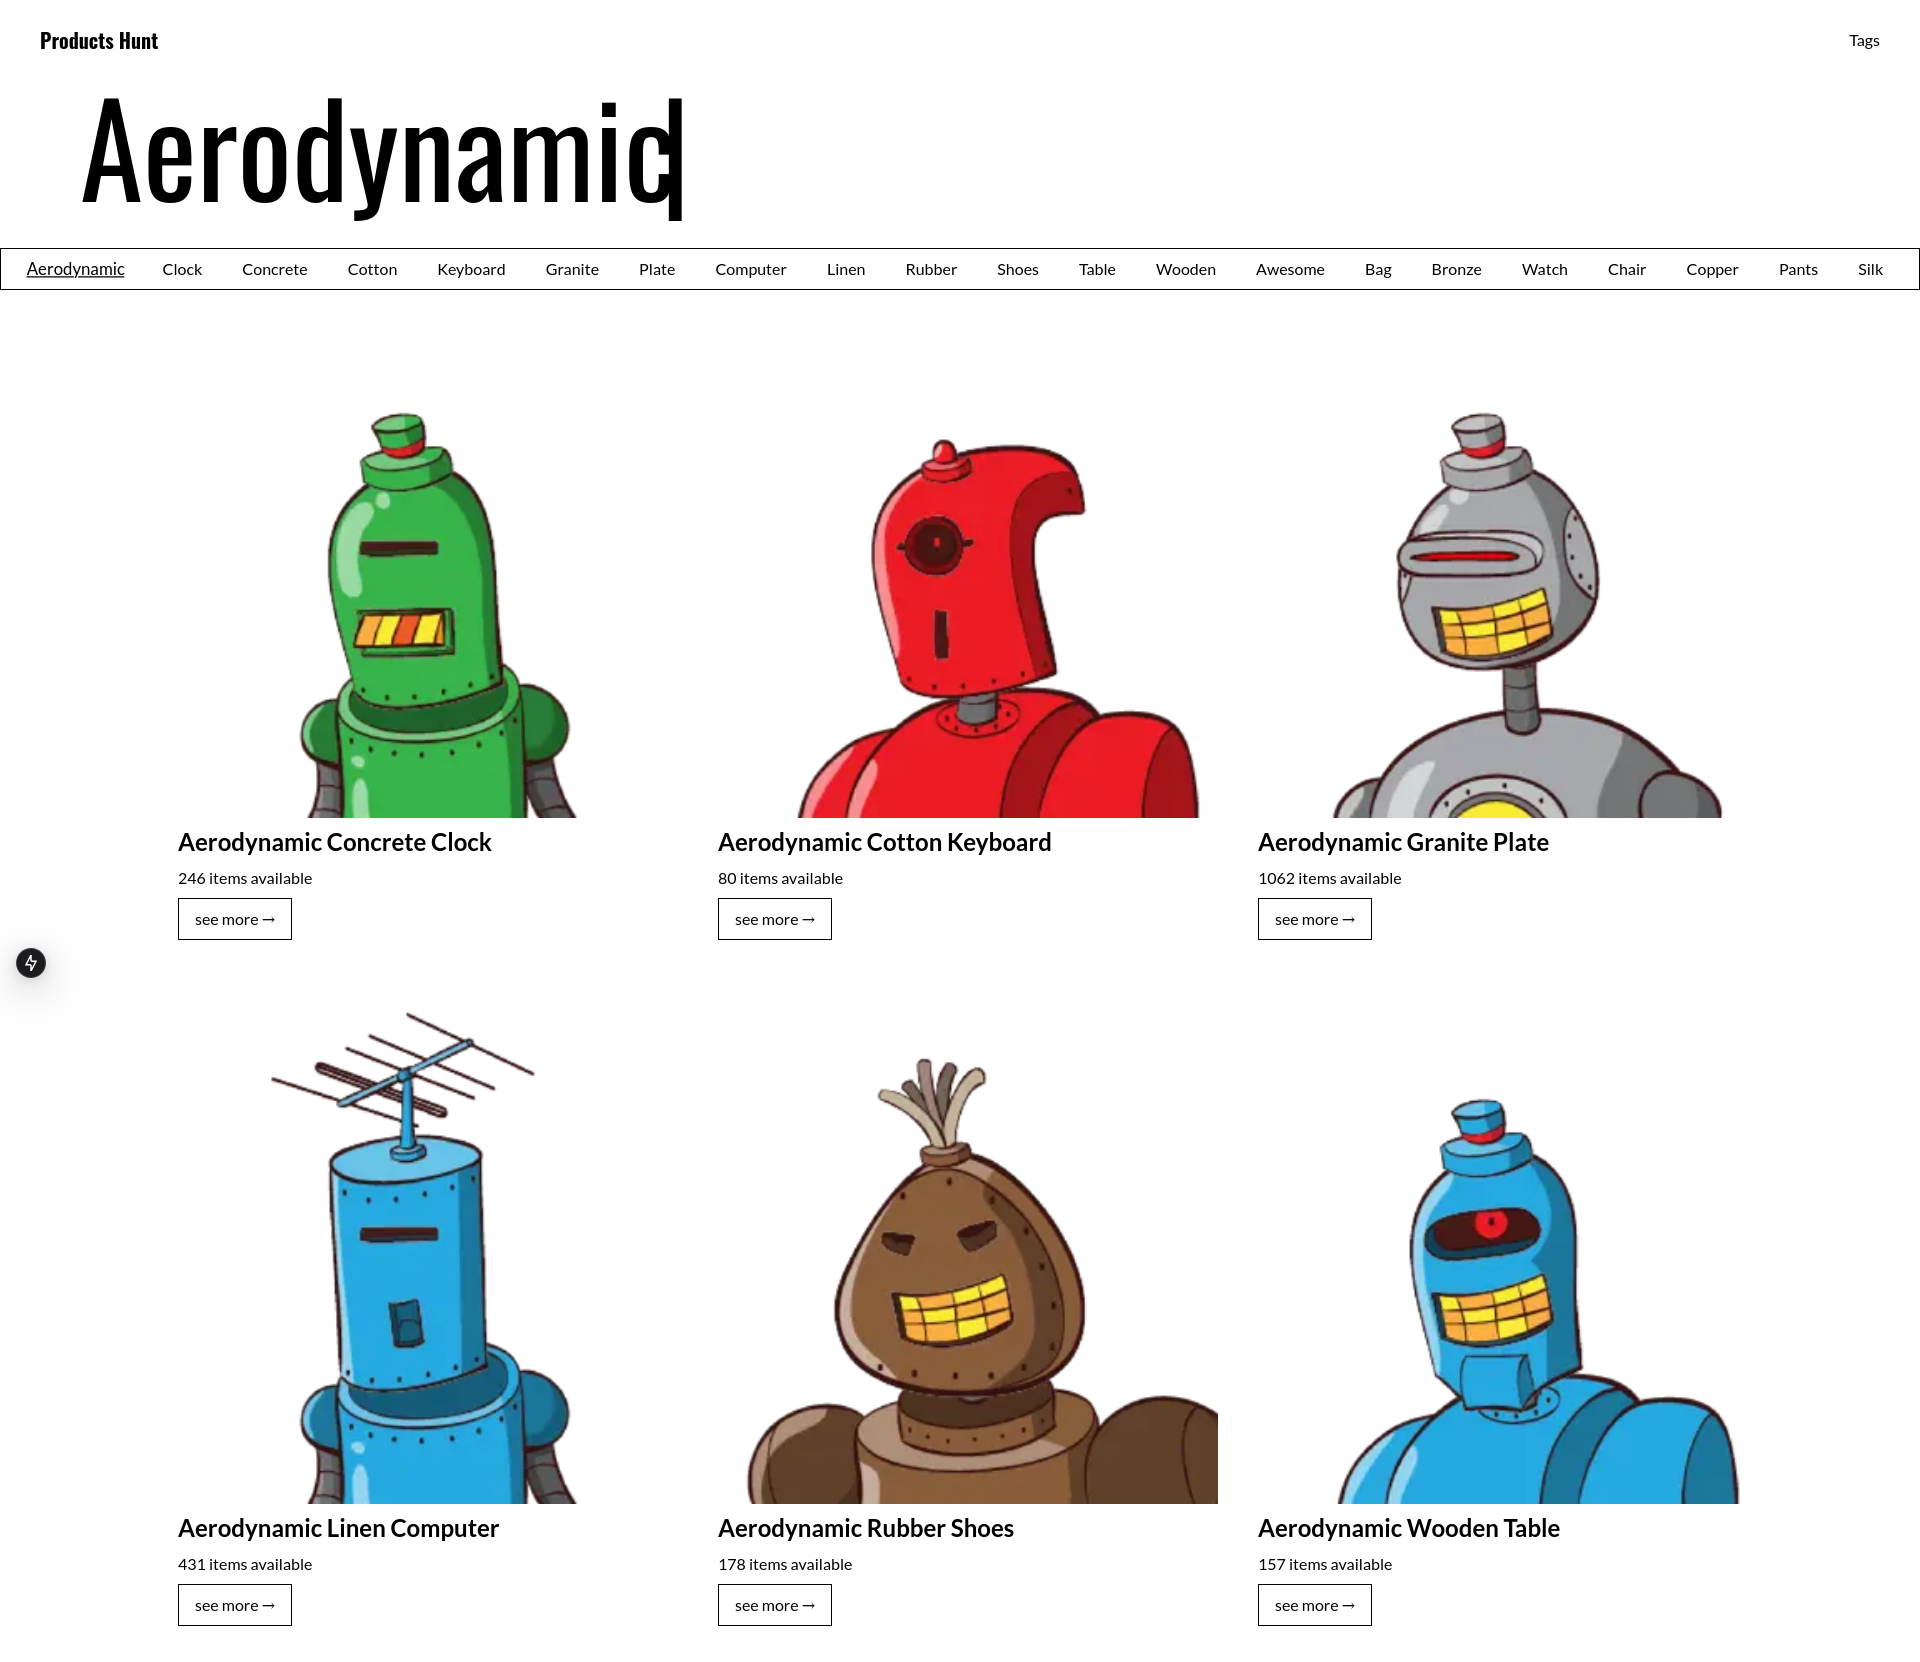 Products Hunt
Tags
Aerodynamic
Aerodynamic Clock Concrete Cotton Keyboard Granite Plate Computer Linen Rubber Shoes Table Wooden Awesome Bag Bronze Watch Chair Copper Pants Silk
Aerodynamic Concrete Clock
246 items available
see more →
Aerodynamic Cotton Keyboard
80 items available
see more →
Aerodynamic Granite Plate
1062 items available
see more →
Aerodynamic Linen Computer
431 items available
see more →
Aerodynamic Rubber Shoes
178 items available
see more →
Aerodynamic Wooden Table
157 items available
see more →